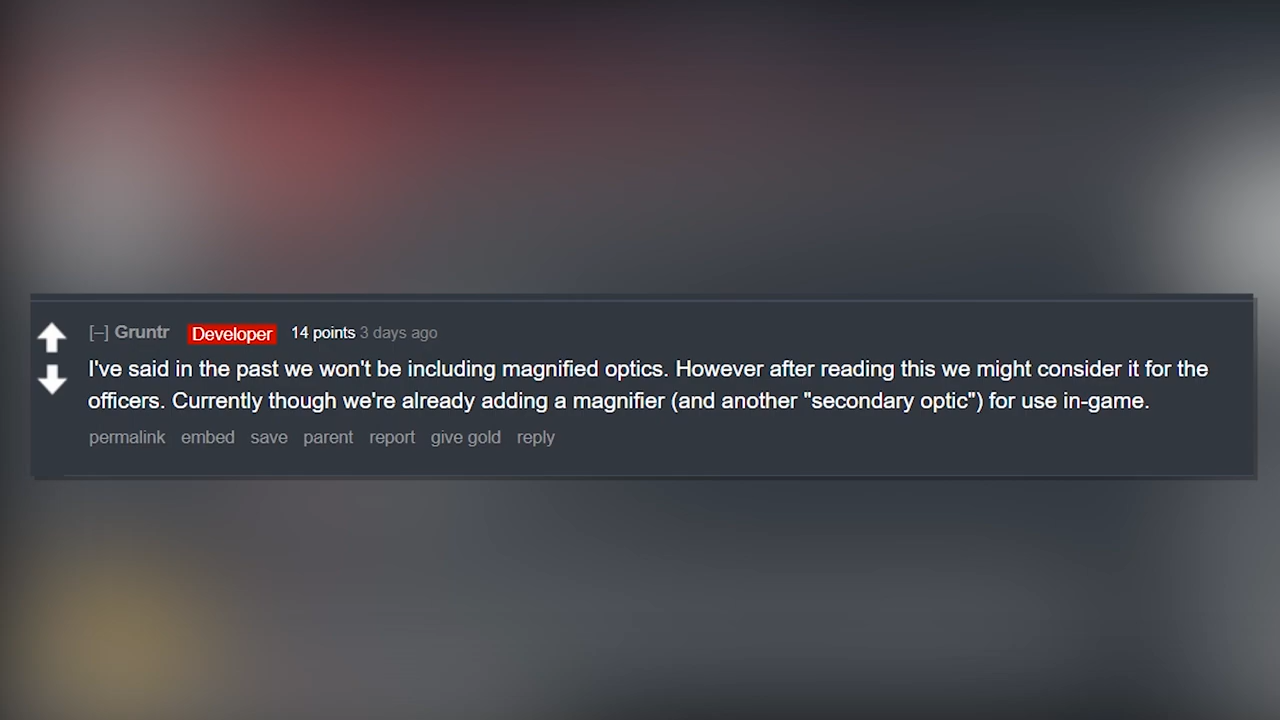 [–] Gruntr Developer 14 points 3 days ago
I've said in the past we won't be including magnified optics. However after reading this we might consider it for the
officers. Currently though we're already adding a magnifier (and another "secondary optic") for use in-game.
permalink embed save parent report give gold reply